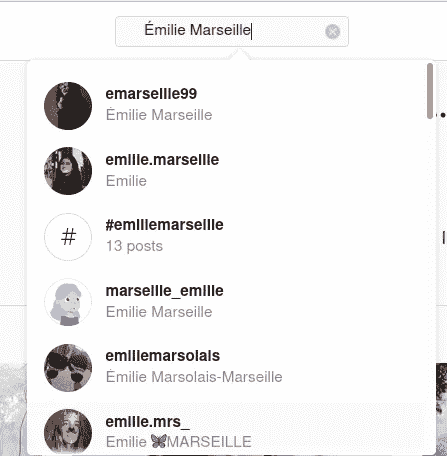 Émilie Marseille
emarseille99
Émilie Marseille
emilie.marseille
Emilie
#
#emiliemarseille
13 posts
marseille_emilie
Emilie Marseille
emiliemarsolais
Émilie Marsolais-Marseille
emilie.mrs_
Emilie 🦋MARSEILLE